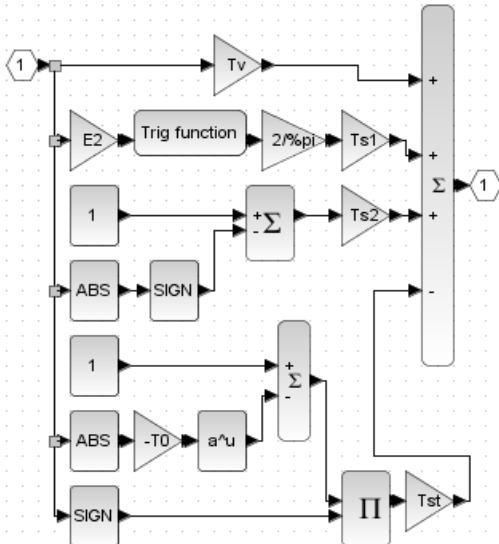 1
Tv
+
E2
Trig function
2/%pi
Ts1
+
Σ
1
1
+
-
Σ
Ts2
+
ABS
SIGN
-
1
+
-
Σ
ABS
-T0
a^u
SIGN
Π
Tst